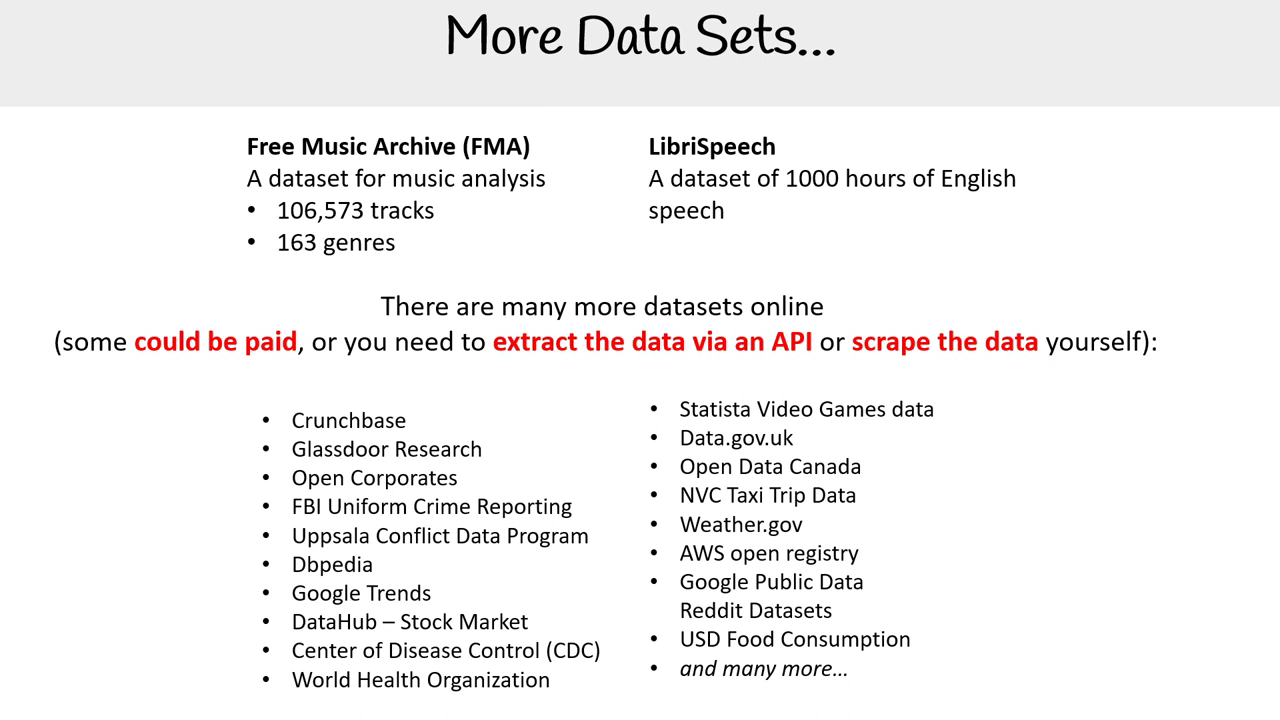 More Data Sets...
Free Music Archive (FMA)
A dataset for music analysis
• 106,573 tracks
• 163 genres
LibriSpeech
A dataset of 1000 hours of English
speech
There are many more datasets online
(some could be paid, or you need to extract the data via an API or scrape the data yourself):
• Crunchbase
• Glassdoor Research
• Open Corporates
• FBI Uniform Crime Reporting
• Uppsala Conflict Data Program
• Dbpedia
• Google Trends
• DataHub – Stock Market
• Center of Disease Control (CDC)
• World Health Organization
• Statista Video Games data
• Data.gov.uk
• Open Data Canada
• NVC Taxi Trip Data
• Weather.gov
• AWS open registry
• Google Public Data
Reddit Datasets
• USD Food Consumption
• and many more...